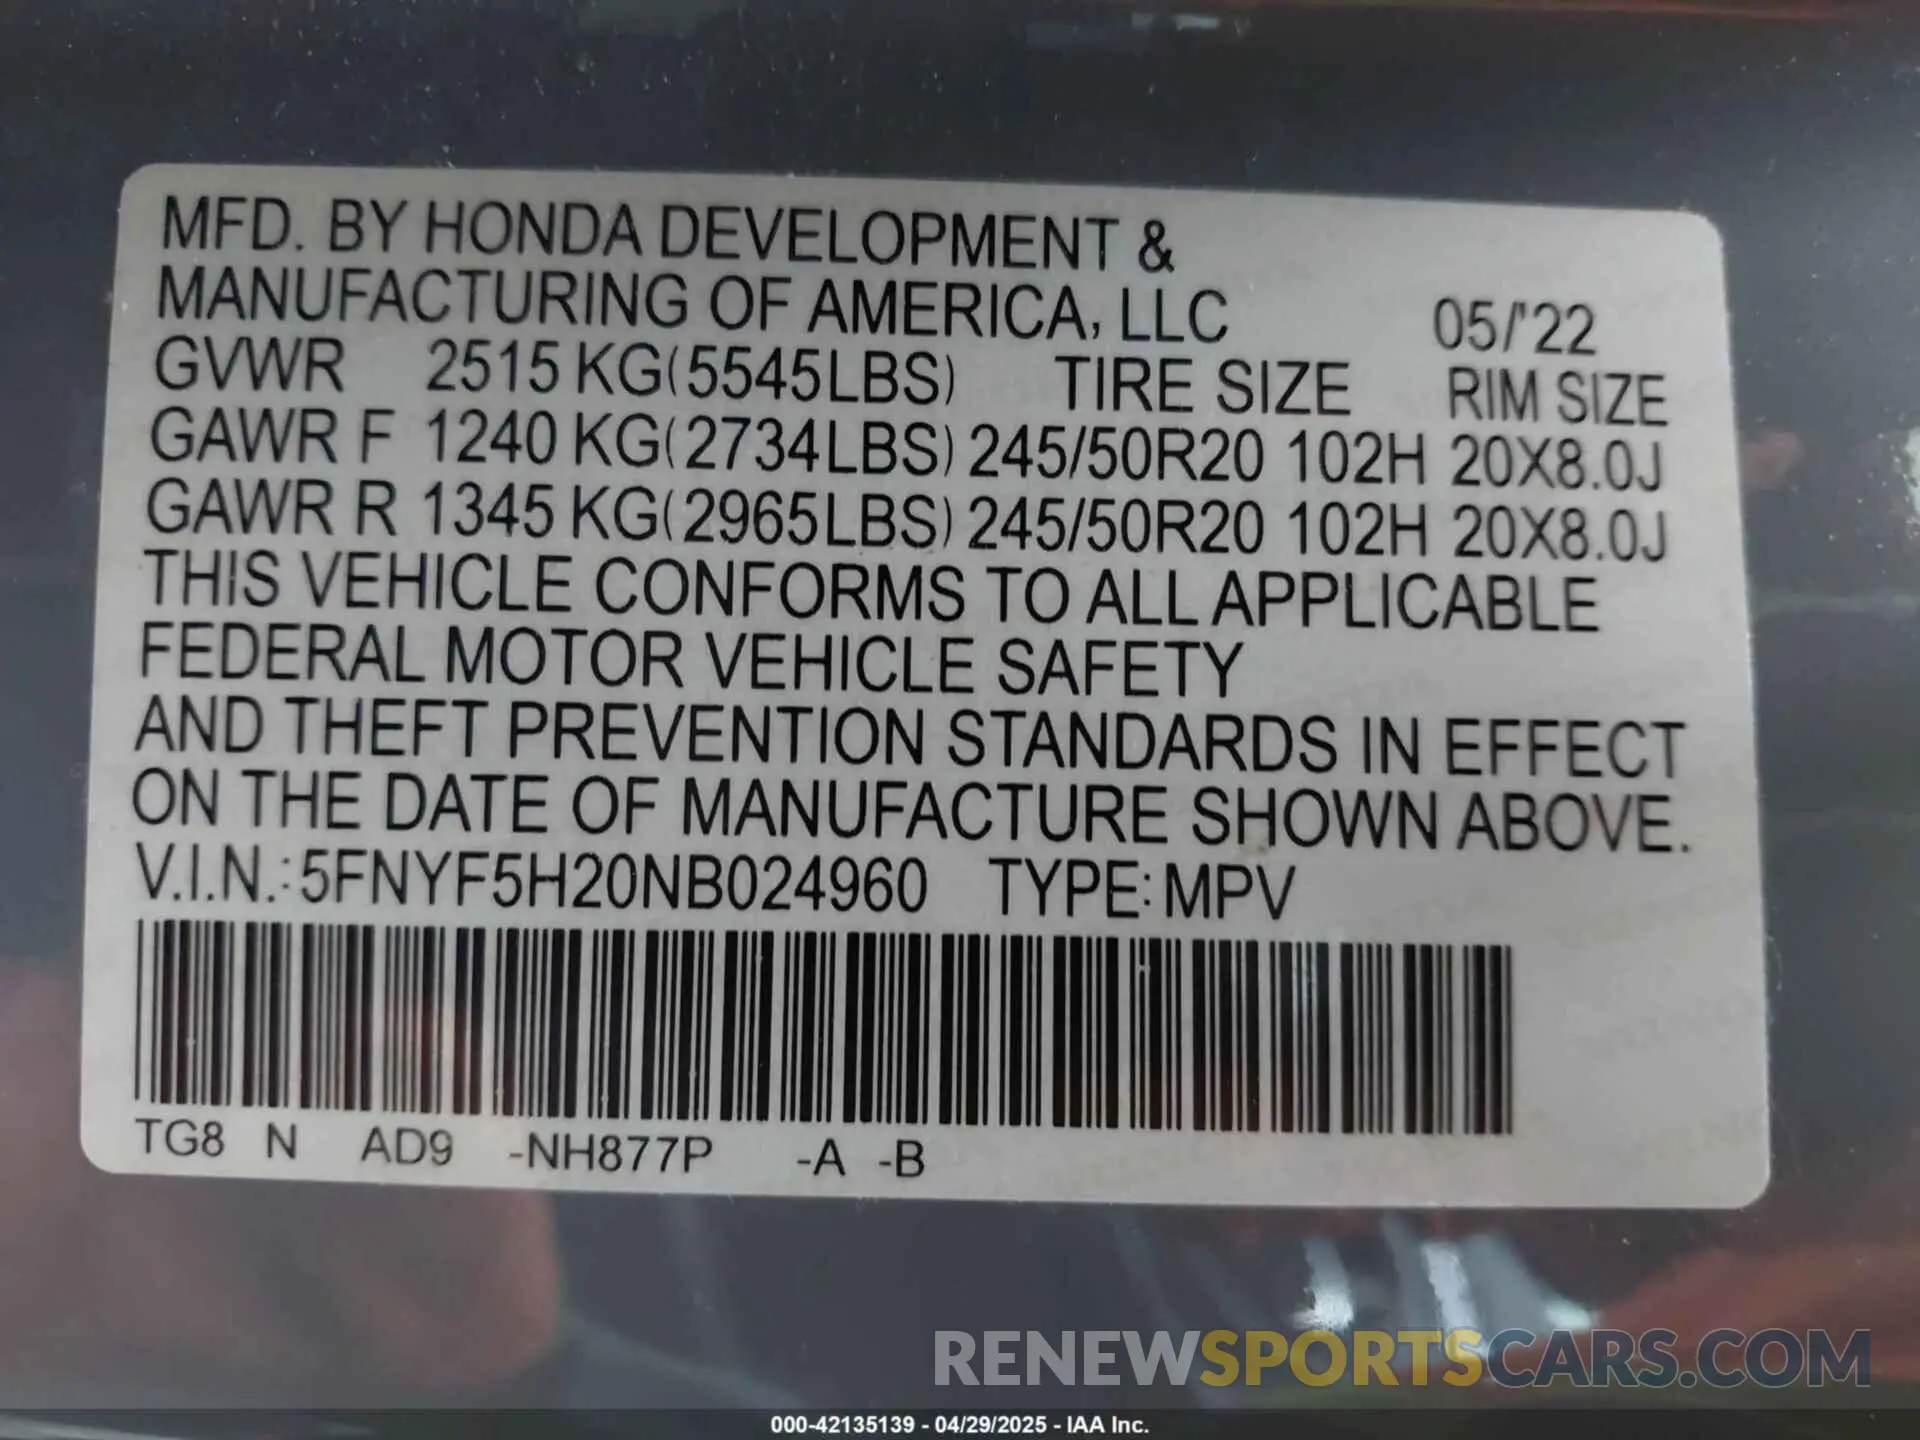 MFD. BY HONDA DEVELOPMENT &
MANUFACTURING OF AMERICA, LLC 05/'22
GVWR 2515 KG(5545LBS) TIRE SIZE RIM SIZE
GAWR F 1240 KG(2734LBS) 245/50R20 102H 20X8.0J
GAWR R 1345 KG(2965LBS) 245/50R20 102H 20X8.0J
THIS VEHICLE CONFORMS TO ALL APPLICABLE
FEDERAL MOTOR VEHICLE SAFETY
AND THEFT PREVENTION STANDARDS IN EFFECT
ON THE DATE OF MANUFACTURE SHOWN ABOVE.
V.I.N.: 5FNYF5H20NB024960 TYPE: MPV
TG8 N AD9 -NH877P -A -B
RENEWSPORTSCARS.COM
000-42135139 - 04/29/2025 - IAA Inc.